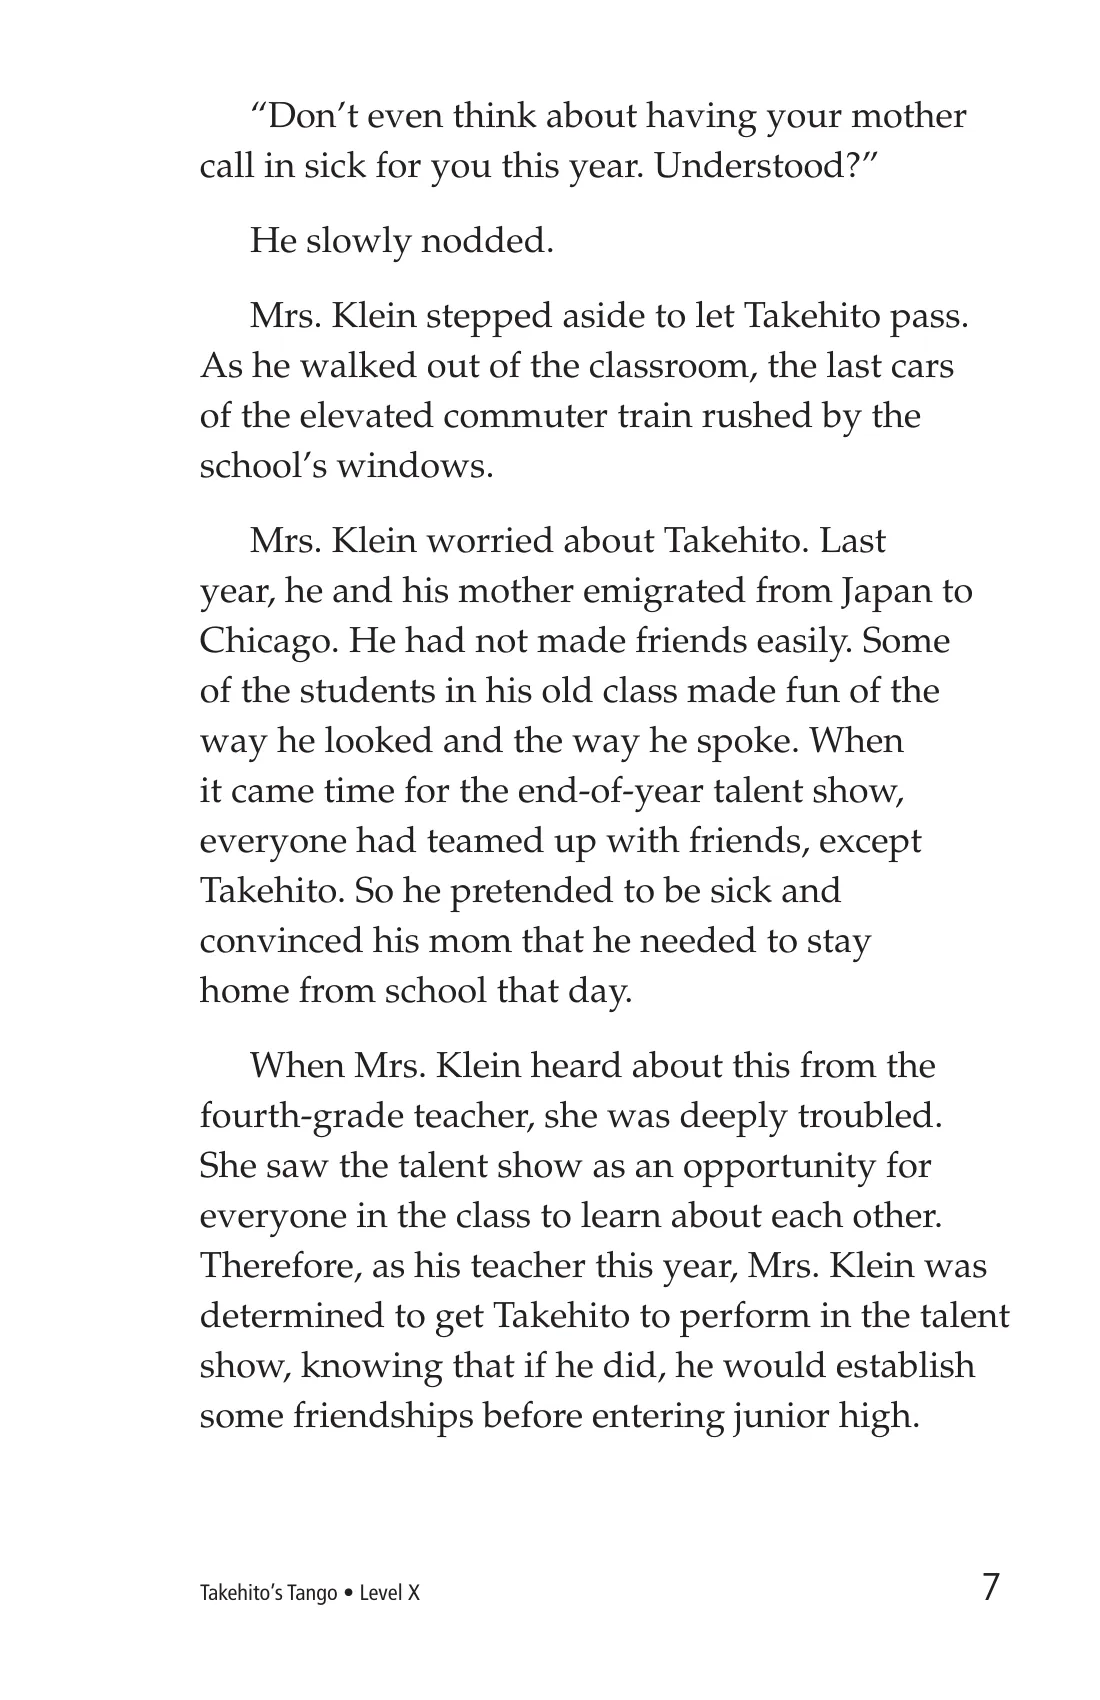 “Don’t even think about having your mother
call in sick for you this year. Understood?”
He slowly nodded.
Mrs. Klein stepped aside to let Takehito pass.
As he walked out of the classroom, the last cars
of the elevated commuter train rushed by the
school’s windows.
Mrs. Klein worried about Takehito. Last
year, he and his mother emigrated from Japan to
Chicago. He had not made friends easily. Some
of the students in his old class made fun of the
way he looked and the way he spoke. When
it came time for the end-of-year talent show,
everyone had teamed up with friends, except
Takehito. So he pretended to be sick and
convinced his mom that he needed to stay
home from school that day.
When Mrs. Klein heard about this from the
fourth-grade teacher, she was deeply troubled.
She saw the talent show as an opportunity for
everyone in the class to learn about each other.
Therefore, as his teacher this year, Mrs. Klein was
determined to get Takehito to perform in the talent
show, knowing that if he did, he would establish
some friendships before entering junior high.
Takehito’s Tango • Level X 7